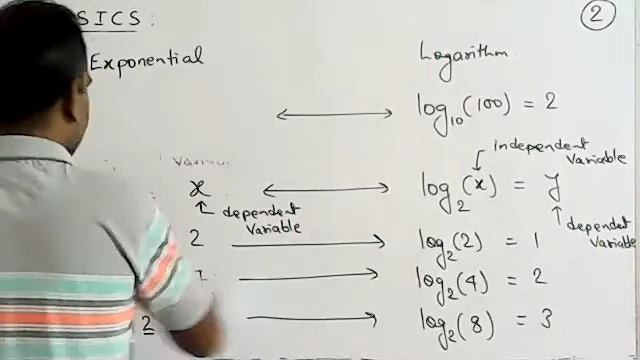 SICS:
2
Exponential
Logarithm
log₁₀(100) = 2
independent
Variable
x
log₂(x) = y
dependent
Variable
dependent
Variable
2
log₂(2) = 1
log₂(4) = 2
2
log₂(8) = 3